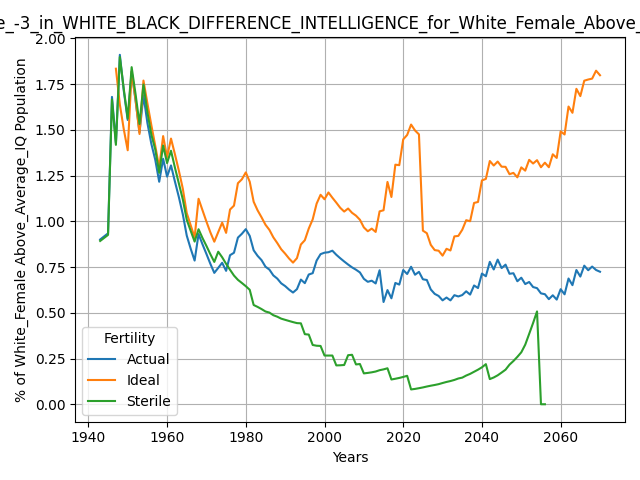 e_-3_in_WHITE_BLACK_DIFFERENCE_INTELLIGENCE_for_White_Female_Above_
% of White_Female Above_Average_IQ Population
2.00
1.75
1.50
1.25
1.00
0.75
0.50
0.25
0.00
Fertility
Actual
Ideal
Sterile
1940
1960
1980
2000
2020
2040
2060
Years